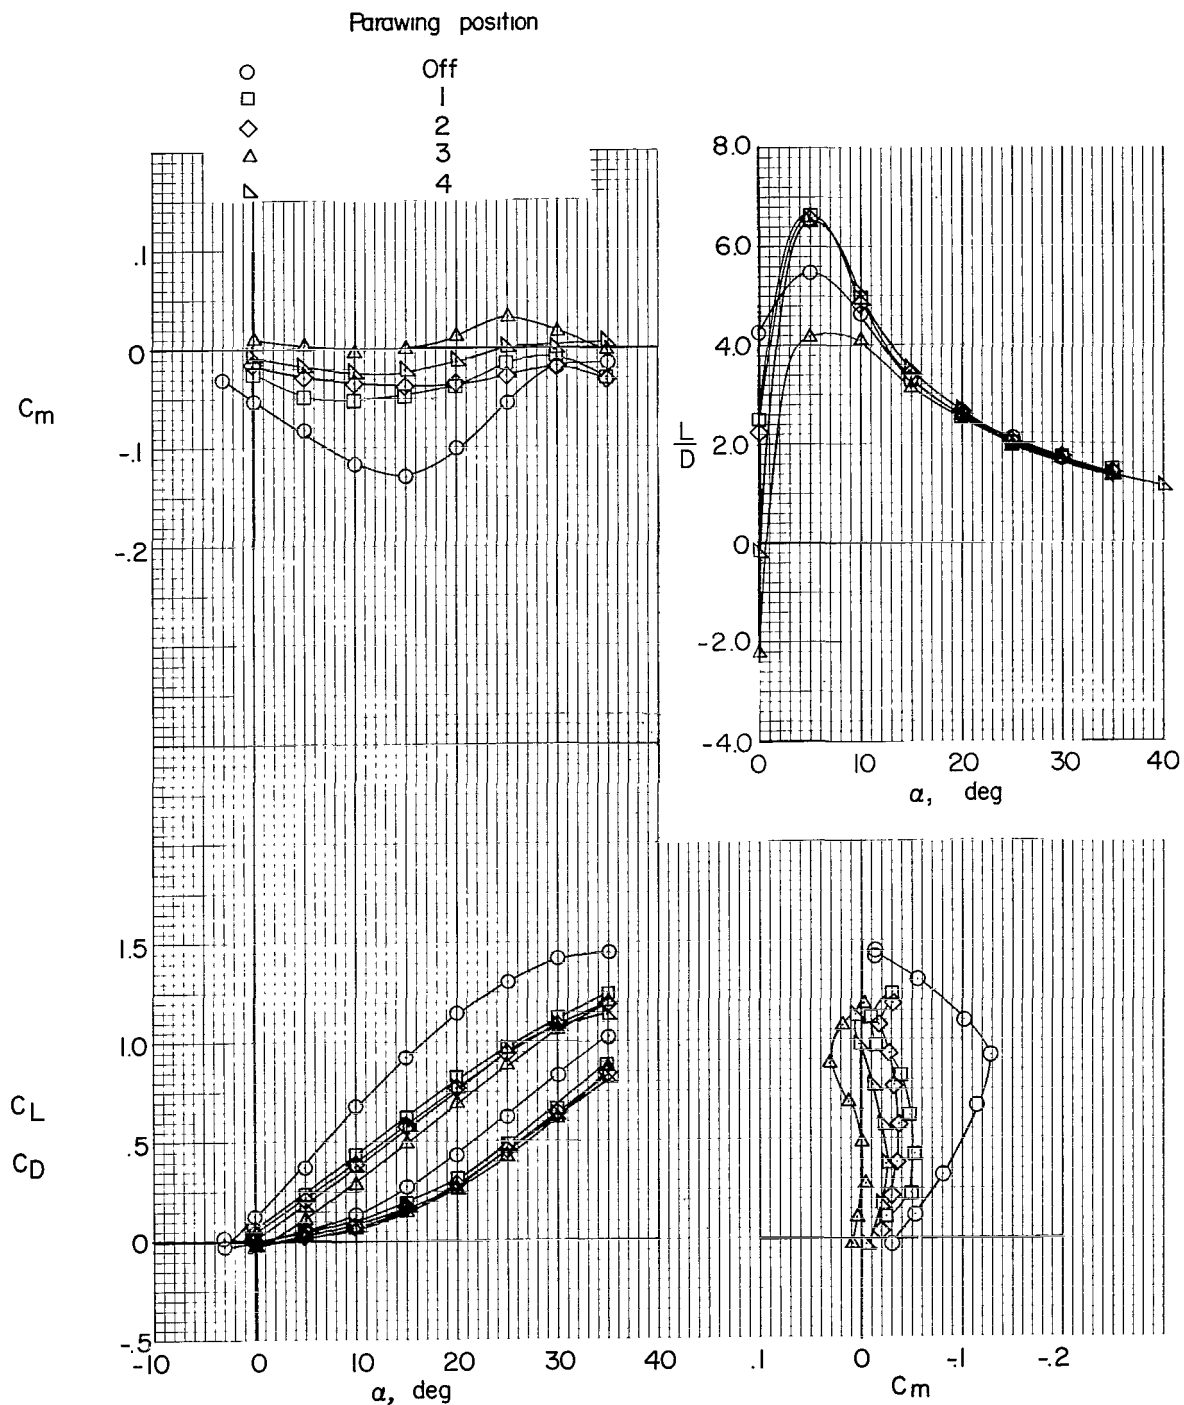 Parawing position
Off
1
2
3
4
.1
0
-.1
-.2
Cm
8.0
6.0
4.0
2.0
0
-2.0
-4.0
L/D
0 10 20 30 40
α, deg
1.5
1.0
.5
0
-.5
CL
CD
-10 0 10 20 30 40
α, deg
.1 0 -.1 -.2
Cm